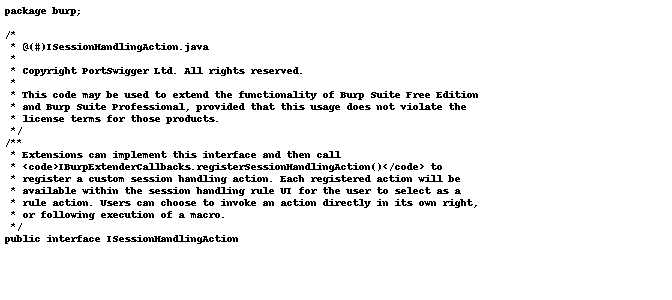 package burp;

/*
 * @(#)ISessionHandlingAction.java
 *
 * Copyright PortSwigger Ltd. All rights reserved.
 *
 * This code may be used to extend the functionality of Burp Suite Free Edition
 * and Burp Suite Professional, provided that this usage does not violate the
 * license terms for those products.
 */
/**
 * Extensions can implement this interface and then call
 * <code>IBurpExtenderCallbacks.registerSessionHandlingAction()</code> to
 * register a custom session handling action. Each registered action will be
 * available within the session handling rule UI for the user to select as a
 * rule action. Users can choose to invoke an action directly in its own right,
 * or following execution of a macro.
 */
public interface ISessionHandlingAction